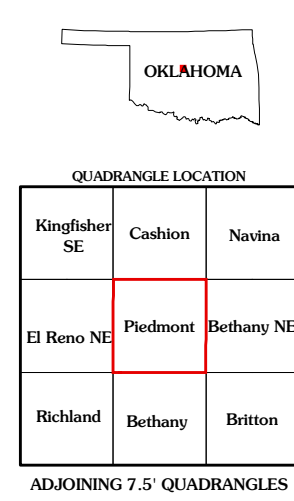 OKLAHOMA
QUADRANGLE LOCATION
Kingfisher
SE
Cashion
Navina
El Reno NE
Piedmont
Bethany NE
Richland
Bethany
Britton
ADJOINING 7.5' QUADRANGLES